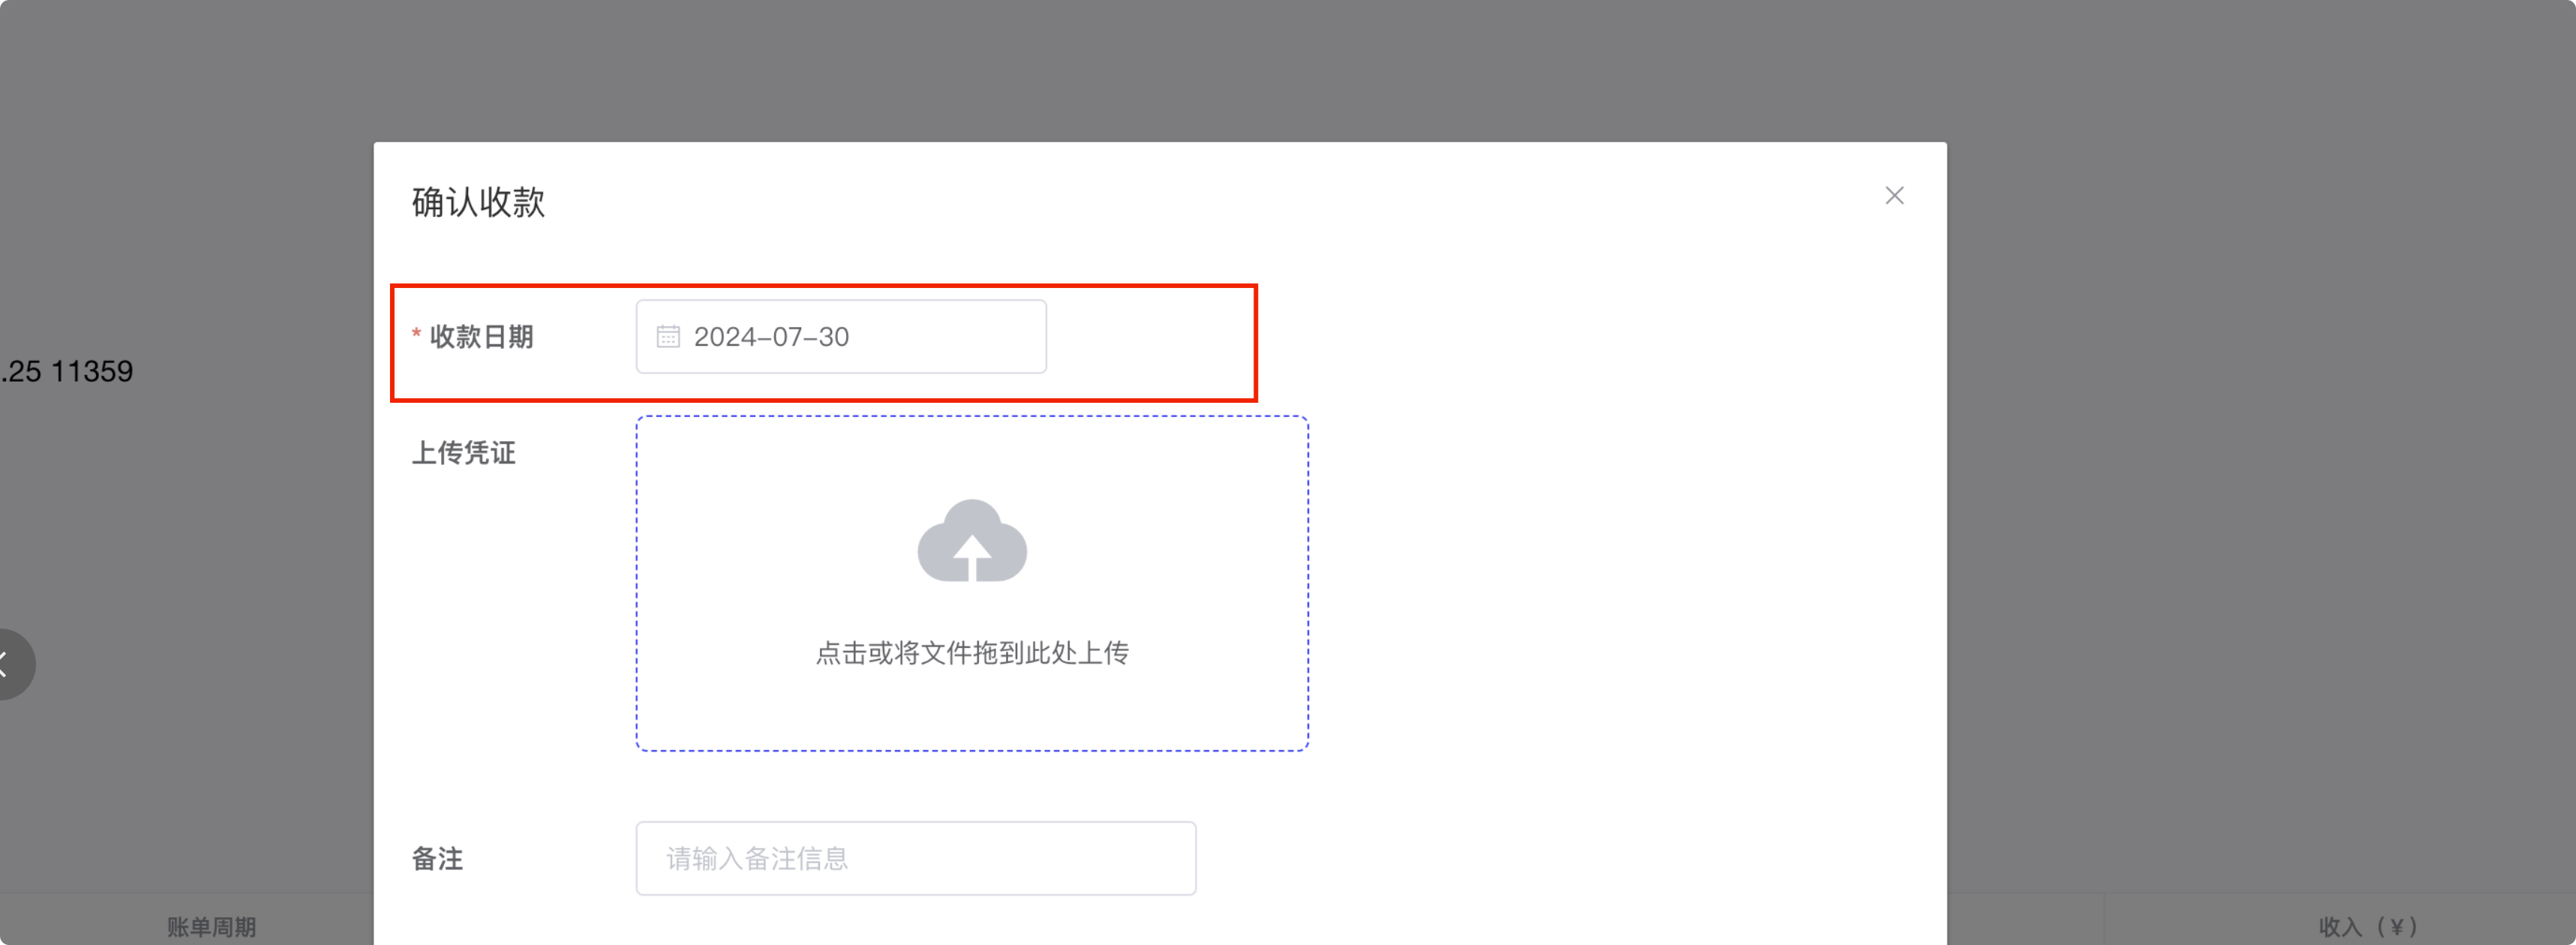 确认收款
* 收款日期
2024-07-30
.25 11359
上传凭证
点击或将文件拖到此处上传
备注
请输入备注信息
账单周期
收入（¥）